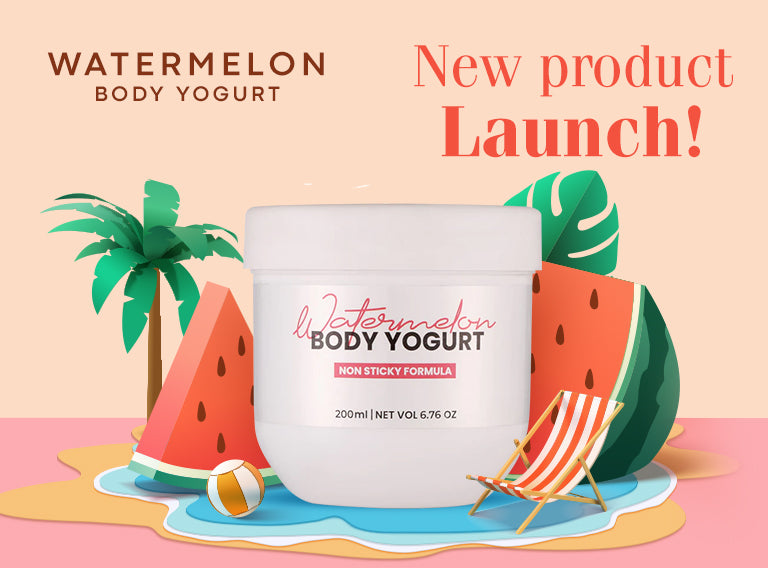 WATERMELON
BODY YOGURT
New product
Launch!
Watermelon
BODY YOGURT
NON STICKY FORMULA
200ml | NET VOL 6.76 OZ